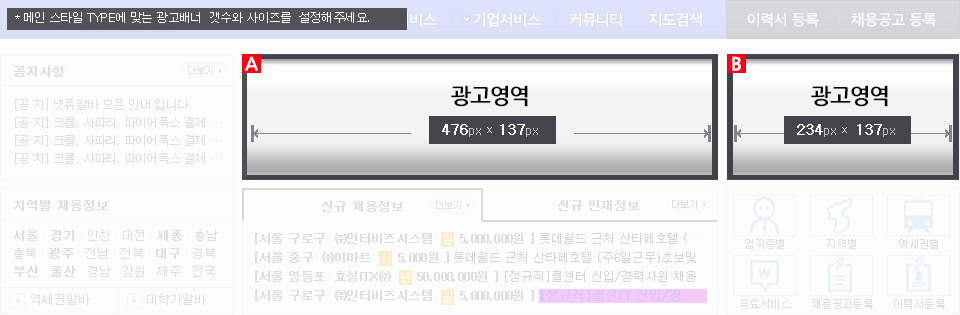 * 메인 스타일 TYPE에 맞는 광고배너 갯수와 사이즈를 설정해주세요.
비스 기업서비스 커뮤니티 지도검색 이력서 등록 채용공고 등록
공지사항 더보기
[공 지] 넷퓨알바 오픈 안내 입니다.
[공 지] 크롬, 사파리, 파이어폭스 결제 ...
[공 지] 크롬, 사파리, 파이어폭스 결제 ...
[공 지] 크롬, 사파리, 파이어폭스 결제 ...
A
광고영역
476px × 137px
B
광고영역
234px × 137px
지역별 채용정보
서울 경기 인천 대전 세종 충남
충북 광주 전남 전북 대구 경북
부산 울산 경남 강원 제주 전국
역세권알바 대학가알바
신규 채용정보 더보기 신규 인재정보 더보기
[서울 구로구 ㈜인터비즈시스템 월 5,000,000원 ] 롯데월드 근처 산타페호텔 (...
[서울 중구 ㈜이마트 시 5,000원 ] 롯데월드 근처 산타페호텔 (주6일근무)초보및
[서울 영등포 효성ITX㈜ 년 50,000,000원 ] [정규직]콜센터 신입/경력사원 채용
[서울 구로구 ㈜인터비즈시스템 월 5,000,000원 ] [정규직]콜센터 신입/경
업직종별 지역별 역세권별
유료서비스 채용공고등록 이력서등록